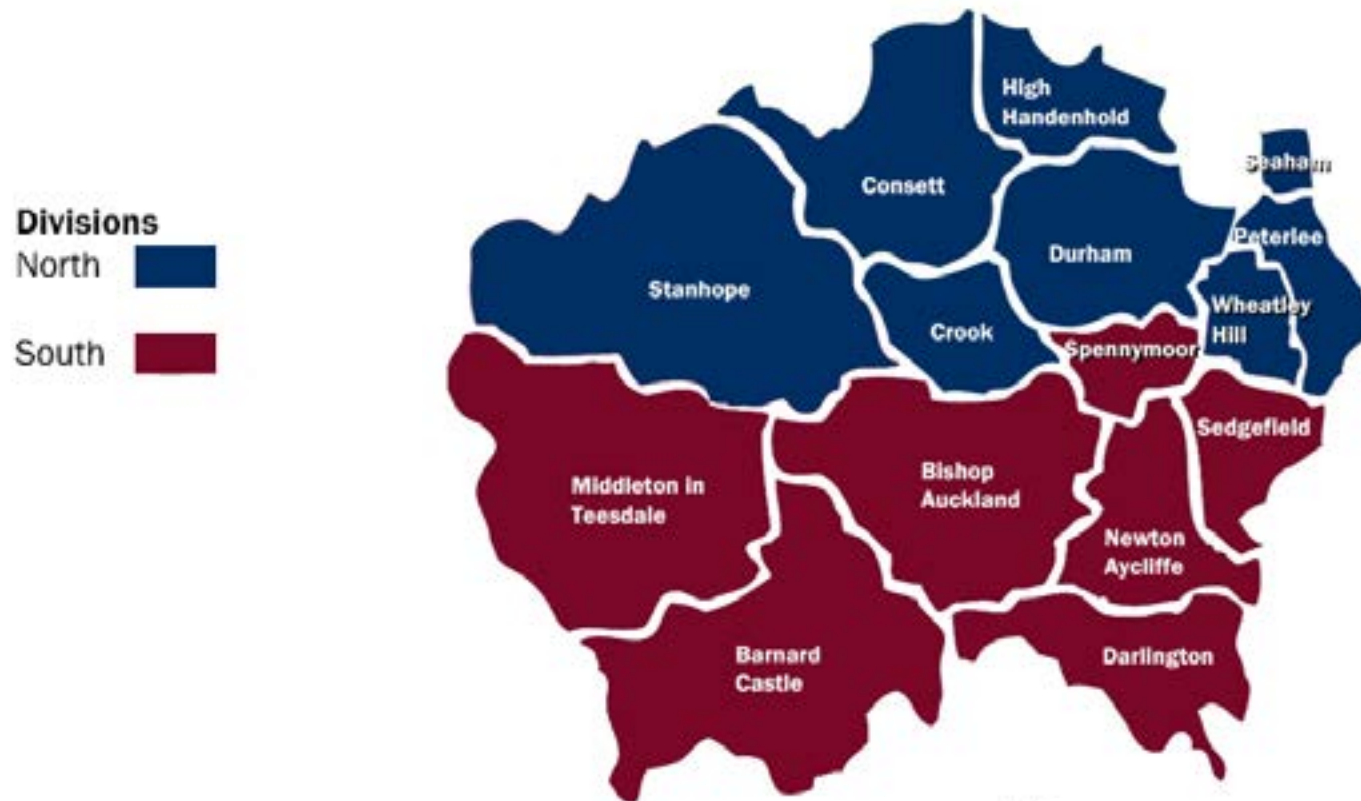 Divisions
North
South
High
Handenhold
Seaham
Consett
Peterlee
Durham
Stanhope
Wheatley
Hill
Crook
Spennymoor
Sedgefield
Bishop
Auckland
Middleton in
Teesdale
Newton
Aycliffe
Barnard
Castle
Darlington